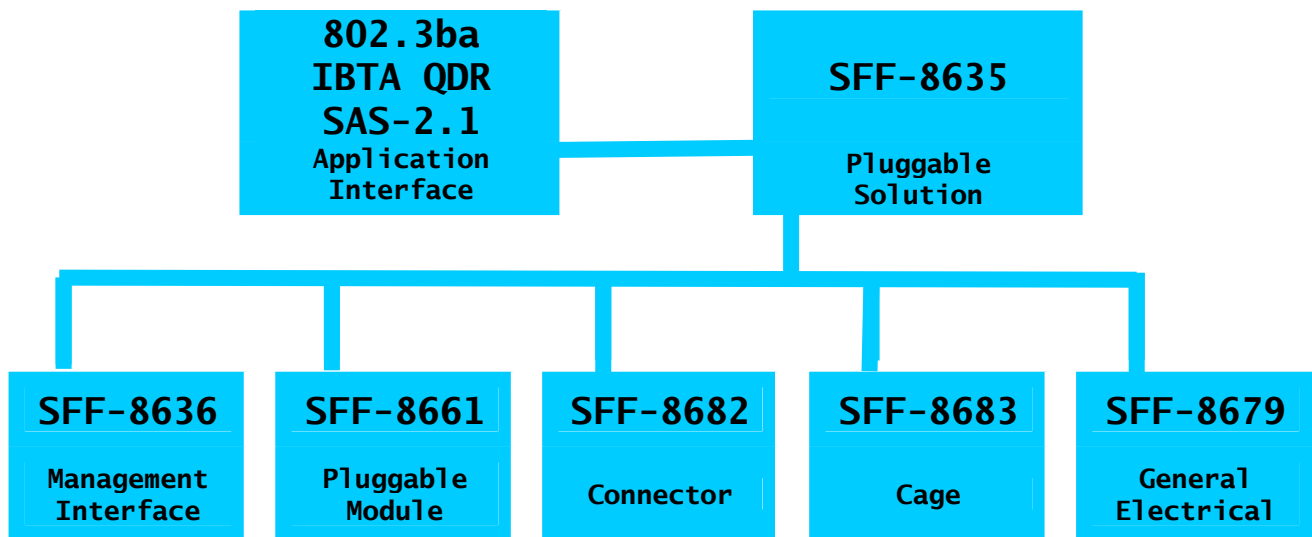 802.3ba
IBTA QDR
SAS-2.1
Application
Interface
SFF-8635
Pluggable
Solution
SFF-8636
Management
Interface
SFF-8661
Pluggable
Module
SFF-8682
Connector
SFF-8683
Cage
SFF-8679
General
Electrical